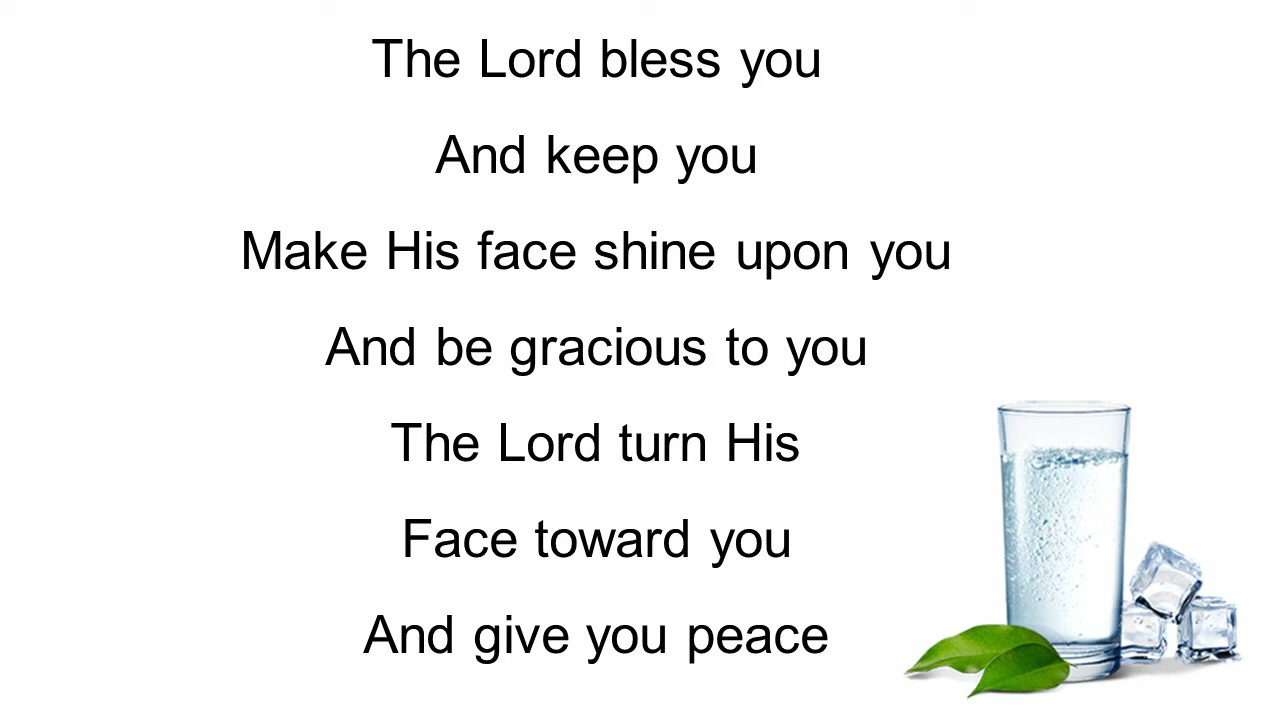 The Lord bless you
And keep you
Make His face shine upon you
And be gracious to you
The Lord turn His
Face toward you
And give you peace